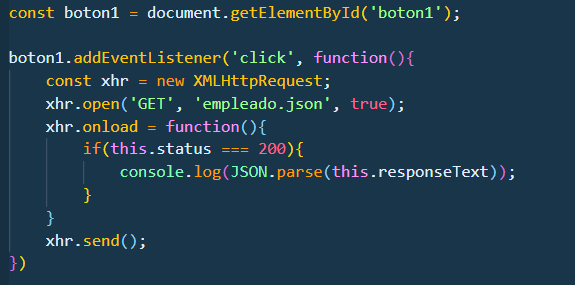 const boton1 = document.getElementById('boton1');
boton1.addEventListener('click', function(){
const xhr = new XMLHttpRequest;
xhr.open('GET', 'empleado.json', true);
xhr.onload = function(){
if(this.status === 200){
console.log(JSON.parse(this.responseText));
}
}
xhr.send();
})